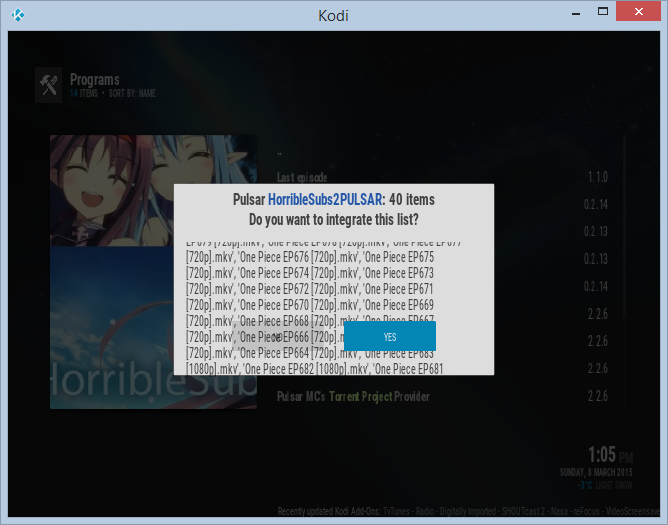 Kodi
Programs
14 ITEMS • SORT BY: NAME
..
Last episode 1.1.0
0.2.14
0.2.13
0.2.13
0.2.14
2.2.6
2.2.6
2.2.6
Pulsar MC's Torrent Project Provider 2.2.6
Pulsar HorribleSubs2PULSAR: 40 items
Do you want to integrate this list?
EP679 [720p].mkv', 'One Piece EP678 [720p].mkv', 'One Piece EP677
[720p].mkv', 'One Piece EP676 [720p].mkv', 'One Piece EP675
[720p].mkv', 'One Piece EP674 [720p].mkv', 'One Piece EP673
[720p].mkv', 'One Piece EP672 [720p].mkv', 'One Piece EP671
[720p].mkv', 'One Piece EP670 [720p].mkv', 'One Piece EP669
[720p].mkv', 'One Piece EP668 [720p].mkv', 'One Piece EP667
[720p].mkv', 'One Piece EP666 [720p].mkv
[720p].mkv', 'One Piece EP664 [720p].mkv', 'One Piece EP683
[1080p].mkv', 'One Piece EP682 [1080p].mkv', 'One Piece EP681
NO
YES
HorribleSub
1:05 PM
SUNDAY, 8 MARCH 2015
-3°C LIGHT SNOW
Recently updated Kodi Add-Ons: TvTunes - Radio - Digitally Imported - SHOUTcast 2 - Nasa - reFocus - VideoScreensaw